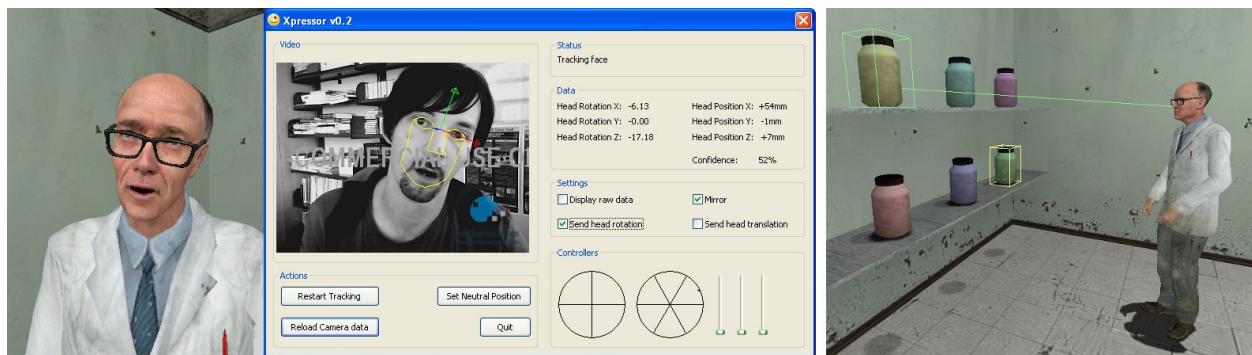 Xpressor v0.2
Video
COMMERCIAL USE
Status
Tracking face
Data
Head Rotation X: -6.13 Head Position X: +54mm
Head Rotation Y: -0.00 Head Position Y: -1mm
Head Rotation Z: -17.18 Head Position Z: +7mm
Confidence: 52%
Settings
Display raw data Mirror
Send head rotation Send head translation
Actions
Restart Tracking Set Neutral Position
Reload Camera data Quit
Controllers